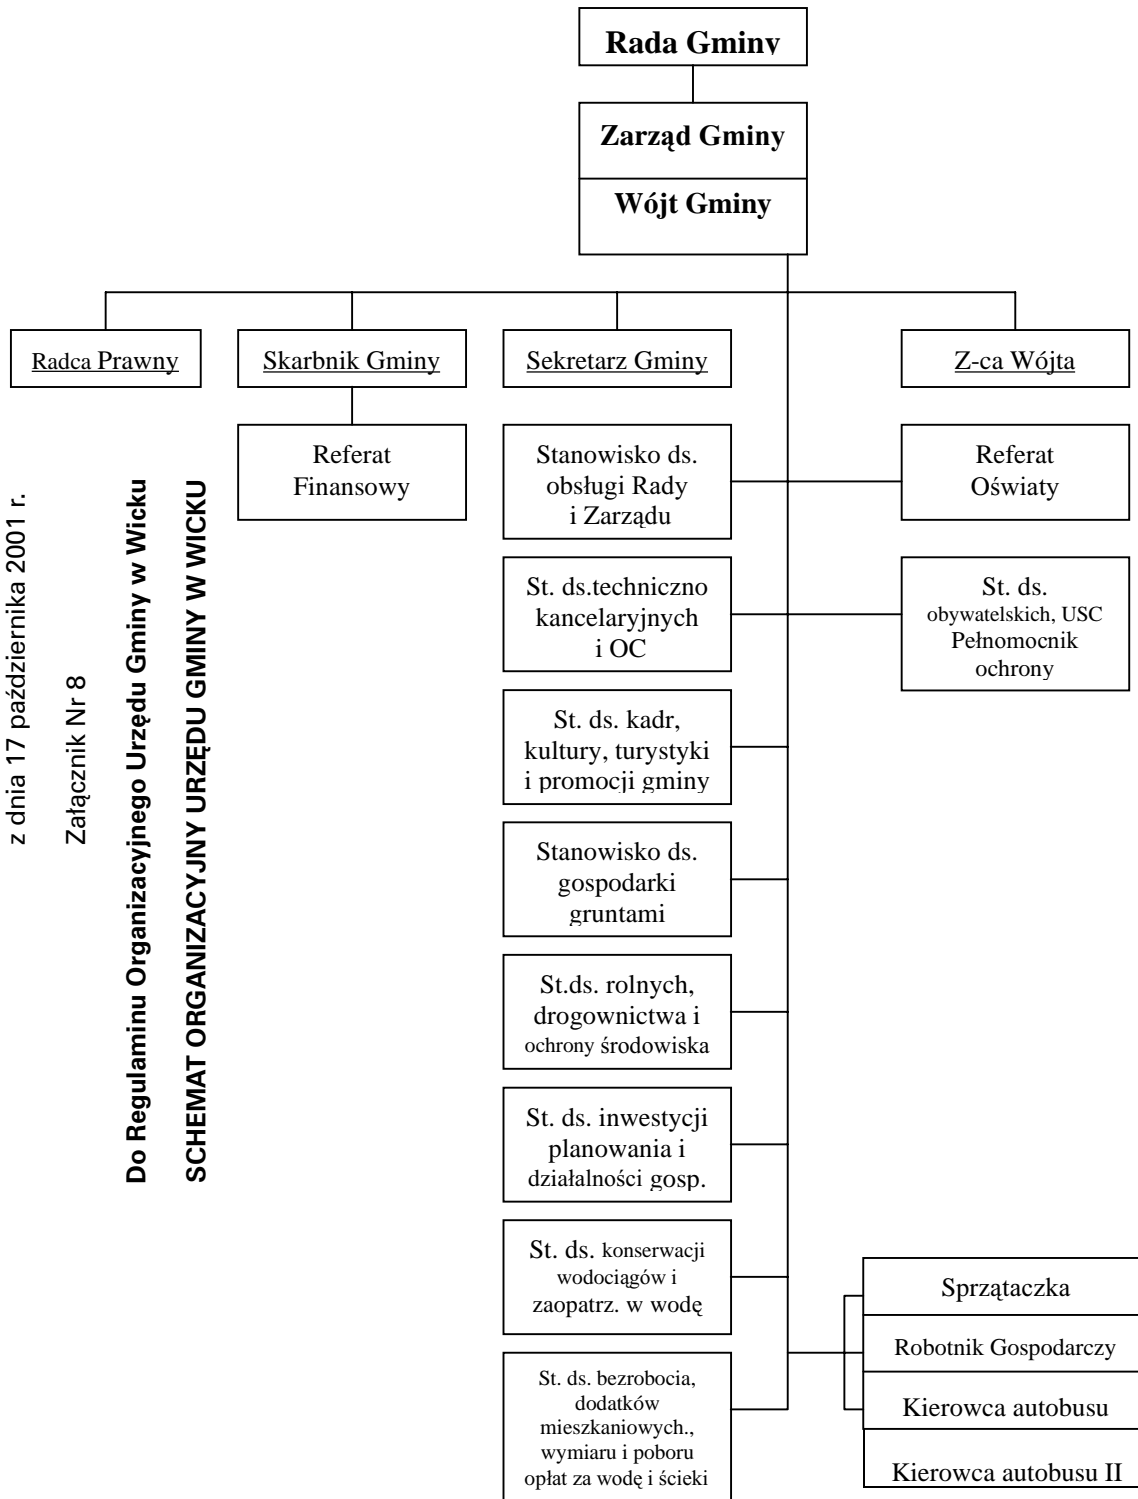 Rada Gminy
Zarząd Gminy
Wójt Gminy
Radca Prawny
Skarbnik Gminy
Sekretarz Gminy
Z-ca Wójta
Referat
Finansowy
Stanowisko ds.
obsługi Rady
i Zarządu
Referat
Oświaty
St. ds.techniczno
kancelaryjnych
i OC
St. ds.
obywatelskich, USC
Pełnomocnik
ochrony
St. ds. kadr,
kultury, turystyki
i promocji gminy
Stanowisko ds.
gospodarki
gruntami
St.ds. rolnych,
drogownictwa i
ochrony środowiska
St. ds. inwestycji
planowania i
działalności gosp.
St. ds. konserwacji
wodociągów i
zaopatrz. w wodę
St. ds. bezrobocia,
dodatków
mieszkaniowych.,
wymiaru i poboru
opłat za wodę i ścieki
Sprzątaczka
Robotnik Gospodarczy
Kierowca autobusu
Kierowca autobusu II
z dnia 17 października 2001 r.
Załącznik Nr 8
Do Regulaminu Organizacyjnego Urzędu Gminy w Wicku
SCHEMAT ORGANIZACYJNY URZĘDU GMINY W WICKU